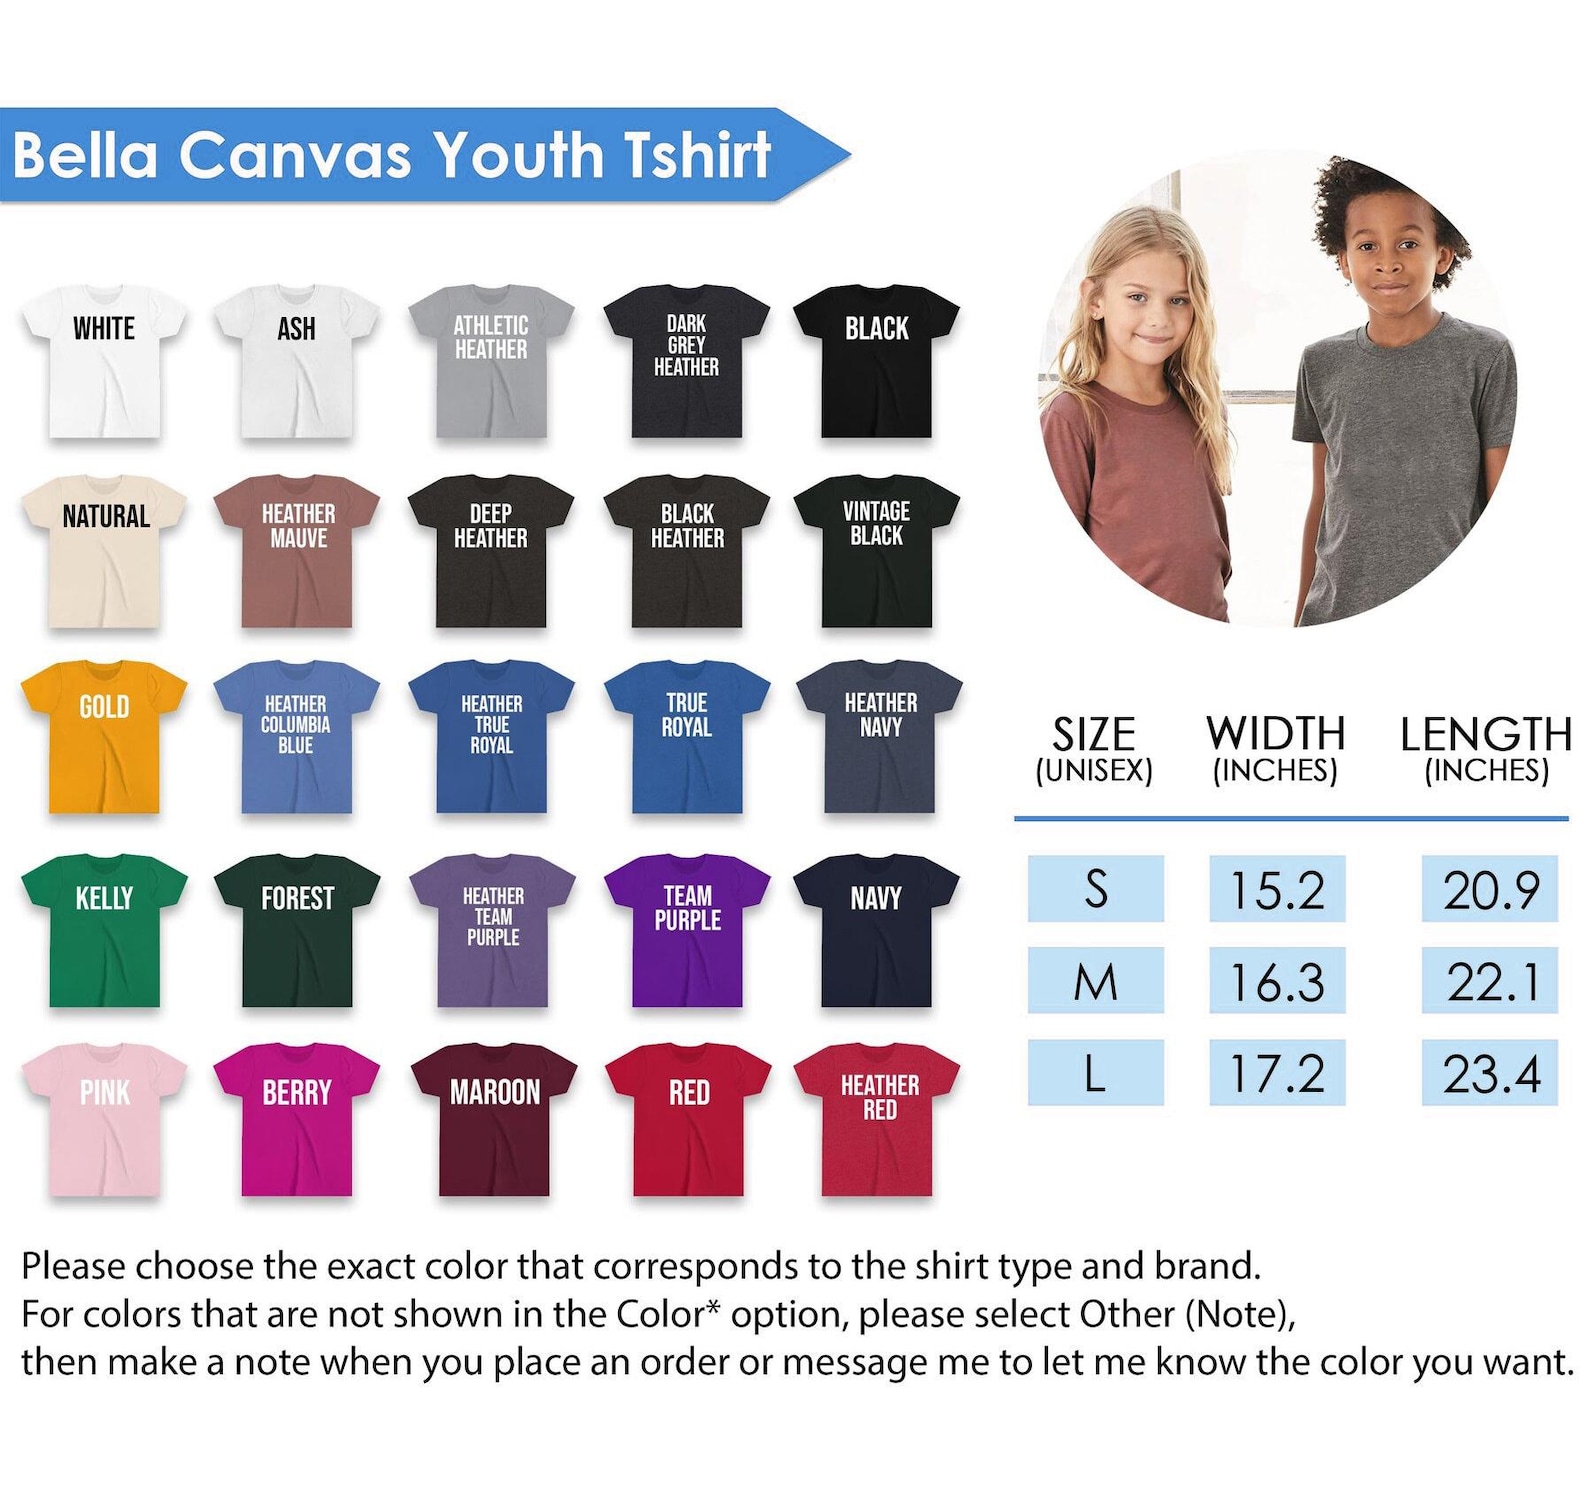 Bella Canvas Youth Tshirt
WHITE
ASH
ATHLETIC
HEATHER
DARK
GREY
HEATHER
BLACK
NATURAL
HEATHER
MAUVE
DEEP
HEATHER
BLACK
HEATHER
VINTAGE
BLACK
GOLD
HEATHER
COLUMBIA
BLUE
HEATHER
TRUE
ROYAL
TRUE
ROYAL
HEATHER
NAVY
KELLY
FOREST
HEATHER
TEAM
PURPLE
TEAM
PURPLE
NAVY
PINK
BERRY
MAROON
RED
HEATHER
RED
SIZE WIDTH LENGTH
(UNISEX) (INCHES) (INCHES)
S 15.2 20.9
M 16.3 22.1
L 17.2 23.4
Please choose the exact color that corresponds to the shirt type and brand.
For colors that are not shown in the Color* option, please select Other (Note),
then make a note when you place an order or message me to let me know the color you want.